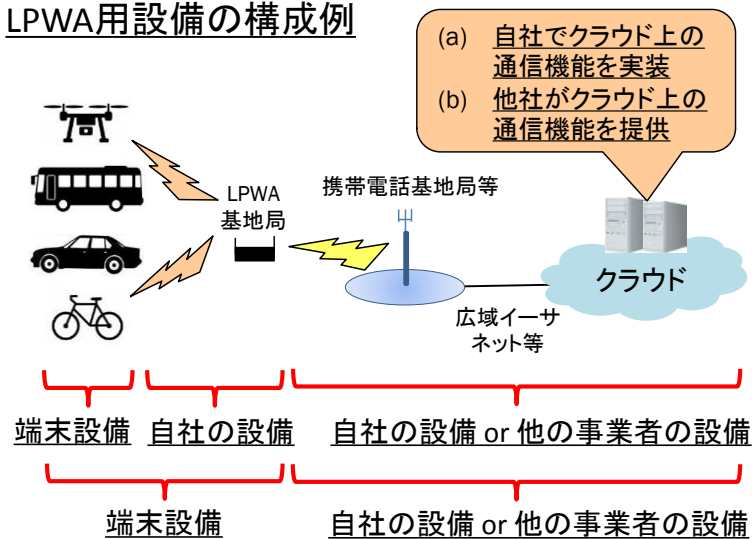 LPWA用設備の構成例
(a) 自社でクラウド上の
通信機能を実装
(b) 他社がクラウド上の
通信機能を提供
LPWA
基地局
携帯電話基地局等
クラウド
広域イーサ
ネット等
端末設備
自社の設備
自社の設備 or 他の事業者の設備
端末設備
自社の設備 or 他の事業者の設備